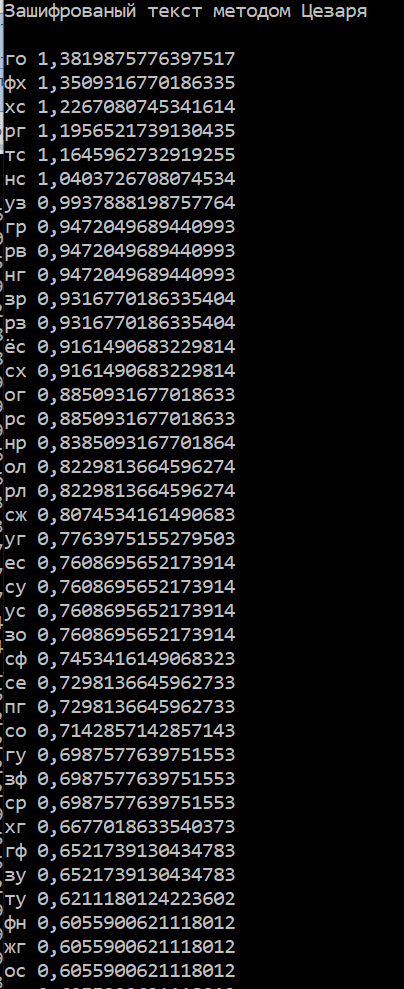 Зашифрованый текст методом Цезаря
го 1,3819875776397517
фх 1,3509316770186335
хс 1,2267080745341614
рг 1,1956521739130435
тс 1,1645962732919255
нс 1,0403726708074534
уз 0,9937888198757764
гр 0,9472049689440993
рв 0,9472049689440993
нг 0,9472049689440993
зр 0,9316770186335404
рз 0,9316770186335404
ёс 0,9161490683229814
сх 0,9161490683229814
ог 0,8850931677018633
рс 0,8850931677018633
нр 0,8385093167701864
ол 0,8229813664596274
рл 0,8229813664596274
сж 0,8074534161490683
уг 0,7763975155279503
ес 0,7608695652173914
су 0,7608695652173914
ус 0,7608695652173914
зо 0,7608695652173914
сф 0,7453416149068323
се 0,7298136645962733
пг 0,7298136645962733
со 0,7142857142857143
гу 0,6987577639751553
зф 0,6987577639751553
ср 0,6987577639751553
хг 0,6677018633540373
гф 0,6521739130434783
зу 0,6521739130434783
ту 0,6211180124223602
фн 0,6055900621118012
жг 0,6055900621118012
ос 0,6055900621118012